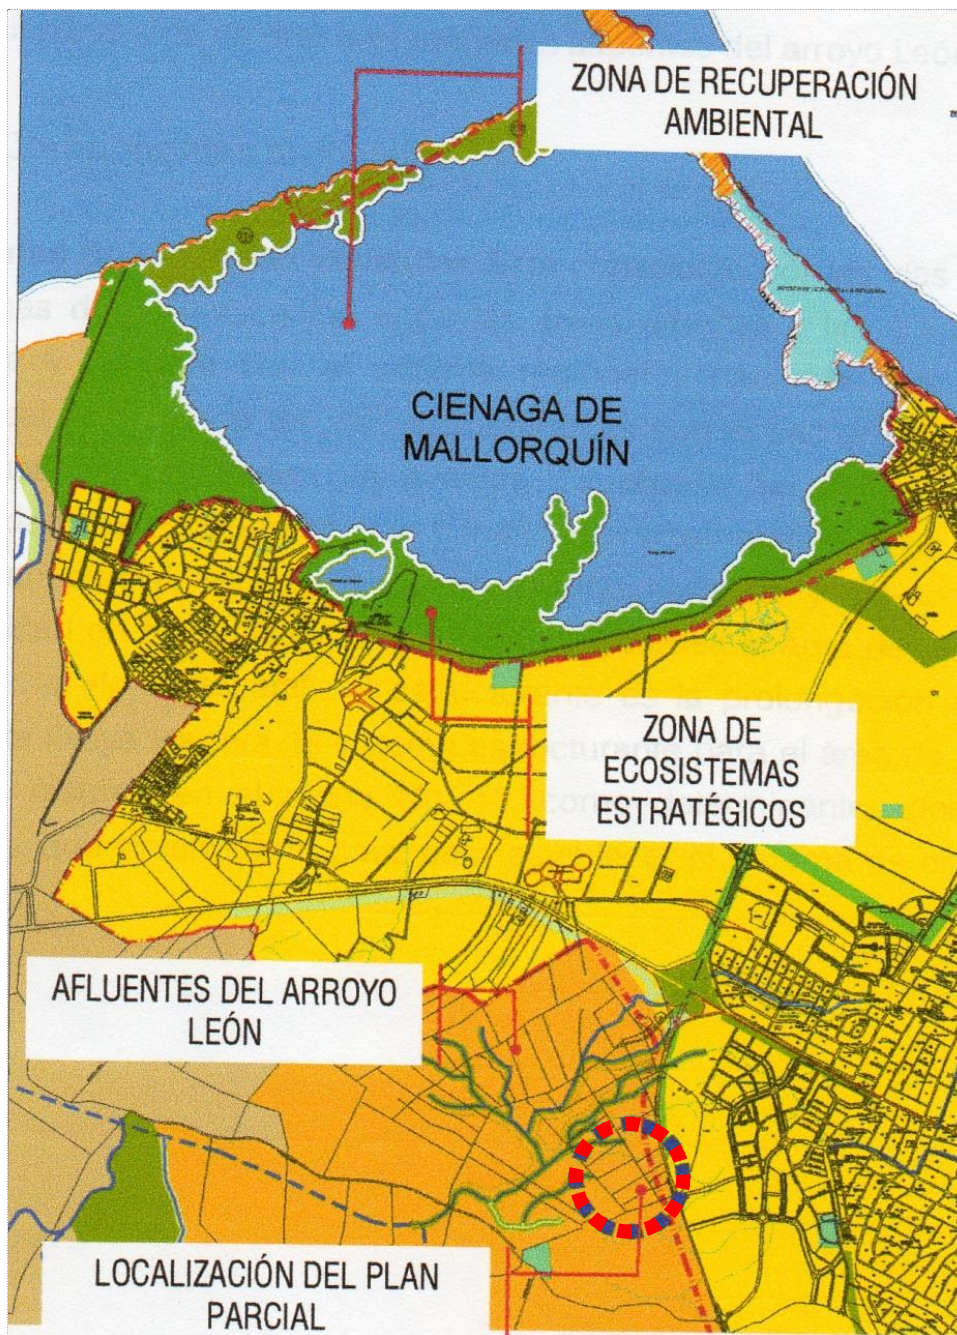 ZONA DE RECUPERACIÓN
AMBIENTAL
CIENAGA DE
MALLORQUÍN
ZONA DE
ECOSISTEMAS
ESTRATÉGICOS
AFLUENTES DEL ARROYO
LEÓN
LOCALIZACIÓN DEL PLAN
PARCIAL